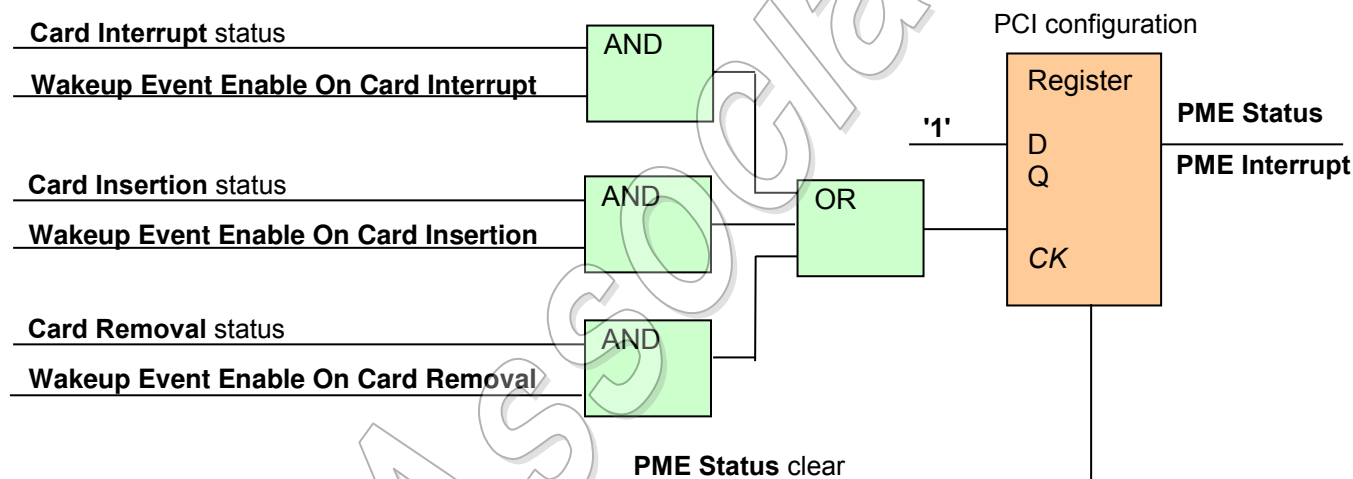 Card Interrupt status
Wakeup Event Enable On Card Interrupt
AND
Card Insertion status
Wakeup Event Enable On Card Insertion
AND
Card Removal status
Wakeup Event Enable On Card Removal
AND
OR
PCI configuration
Register
'1'
D
Q
CK
PME Status
PME Interrupt
PME Status clear
Associa